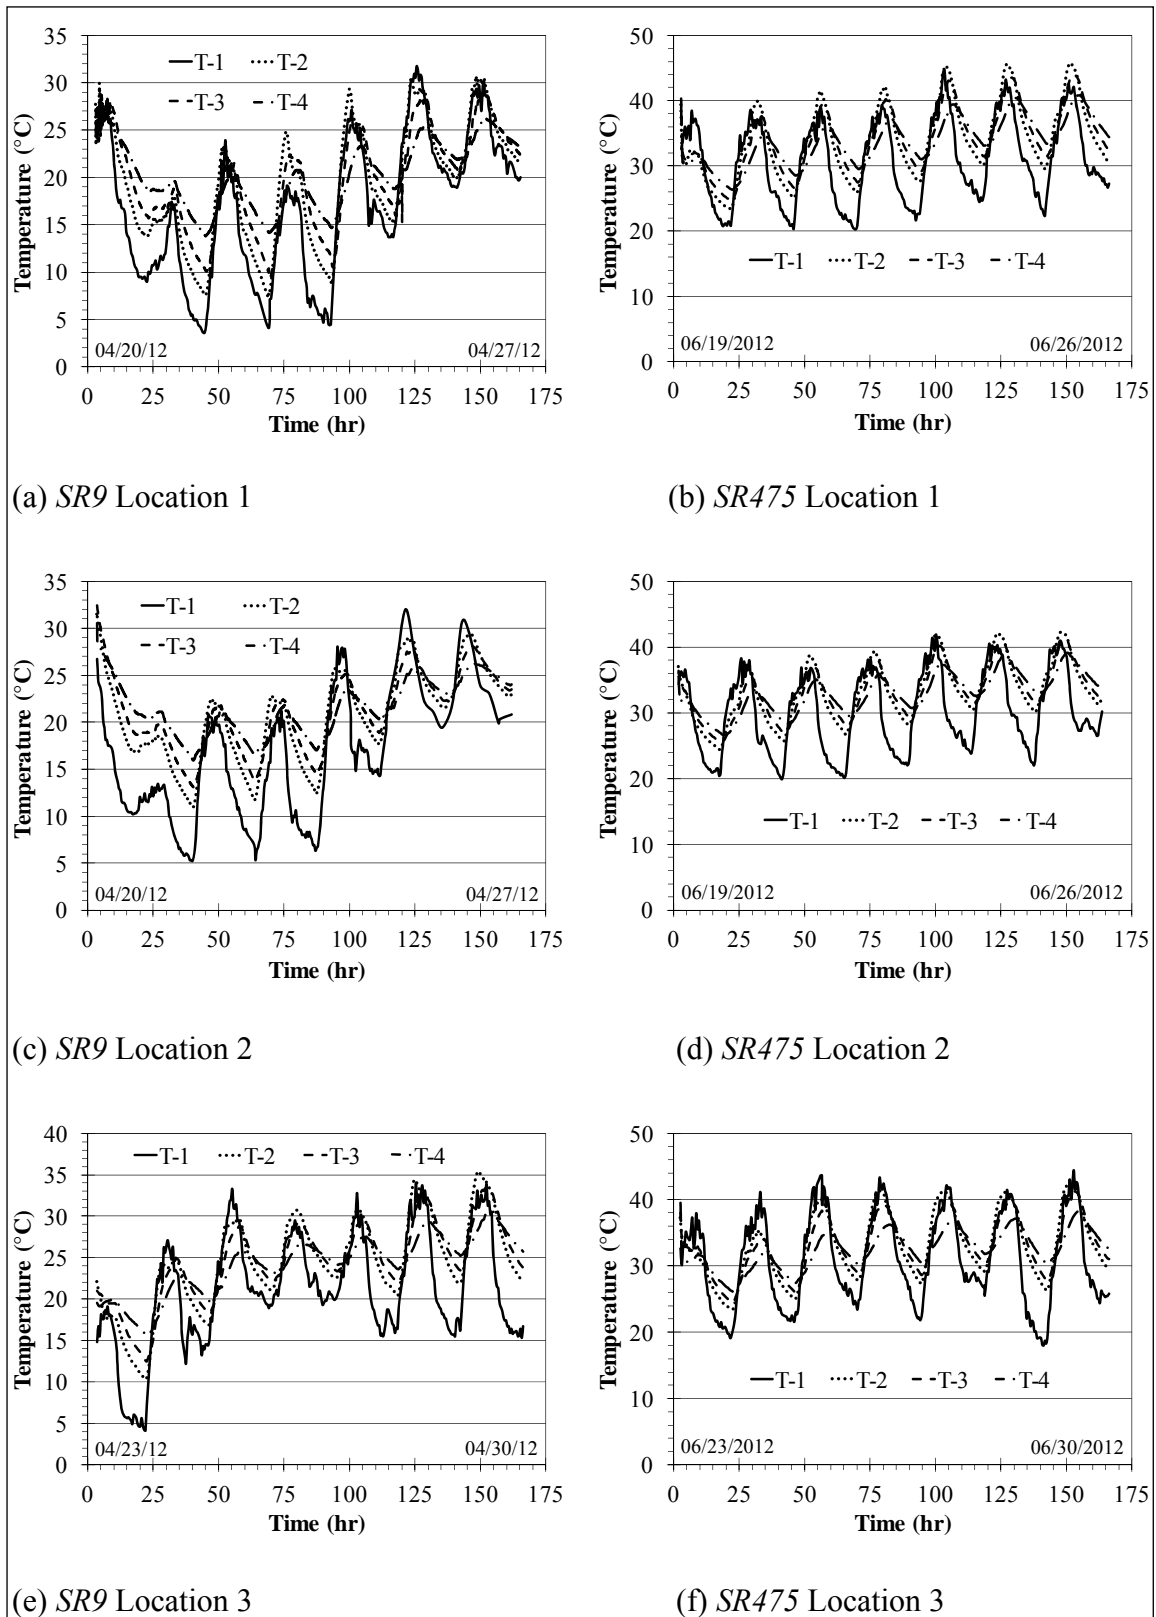 Temperature (°C)
35
30
25
20
15
10
5
0
T-1 T-2
T-3 T-4
04/20/12 04/27/12
0 25 50 75 100 125 150 175
Time (hr)
(a) SR9 Location 1
Temperature (°C)
50
40
30
20
10
0
T-1 T-2 T-3 T-4
06/19/2012 06/26/2012
0 25 50 75 100 125 150 175
Time (hr)
(b) SR475 Location 1
Temperature (°C)
35
30
25
20
15
10
5
0
T-1 T-2
T-3 T-4
04/20/12 04/27/12
0 25 50 75 100 125 150 175
Time (hr)
(c) SR9 Location 2
Temperature (°C)
50
40
30
20
10
0
T-1 T-2 T-3 T-4
06/19/2012 06/26/2012
0 25 50 75 100 125 150 175
Time (hr)
(d) SR475 Location 2
Temperature (°C)
40
35
30
25
20
15
10
5
0
T-1 T-2 T-3 T-4
04/23/12 04/30/12
0 25 50 75 100 125 150 175
Time (hr)
(e) SR9 Location 3
Temperature (°C)
50
40
30
20
10
0
T-1 T-2 T-3 T-4
06/23/2012 06/30/2012
0 25 50 75 100 125 150 175
Time (hr)
(f) SR475 Location 3